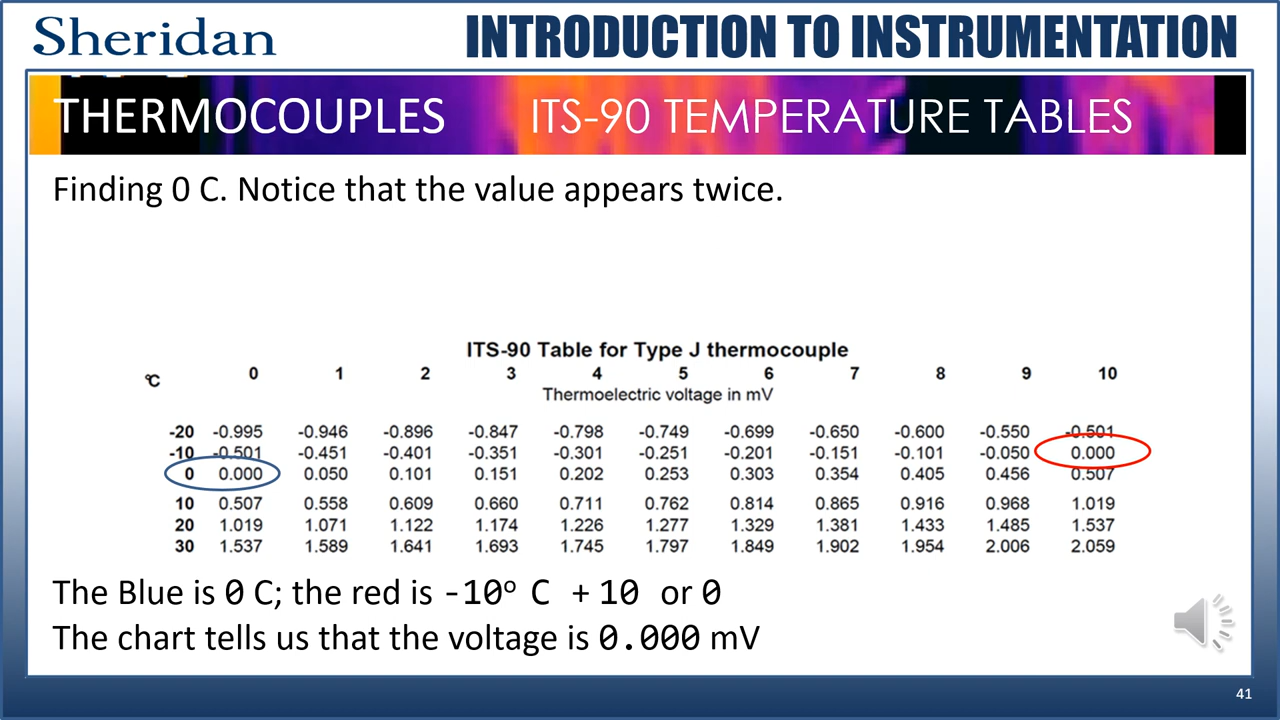 Sheridan INTRODUCTION TO INSTRUMENTATION
THERMOCOUPLES ITS-90 TEMPERATURE TABLES
Finding 0 C. Notice that the value appears twice.
ITS-90 Table for Type J thermocouple
°C 0 1 2 3 4 5 6 7 8 9 10
Thermoelectric voltage in mV
-20 -0.995 -0.946 -0.896 -0.847 -0.798 -0.749 -0.699 -0.650 -0.600 -0.550 -0.501
-10 -0.501 -0.451 -0.401 -0.351 -0.301 -0.251 -0.201 -0.151 -0.101 -0.050 0.000
0 0.000 0.050 0.101 0.151 0.202 0.253 0.303 0.354 0.405 0.456 0.507
10 0.507 0.558 0.609 0.660 0.711 0.762 0.814 0.865 0.916 0.968 1.019
20 1.019 1.071 1.122 1.174 1.226 1.277 1.329 1.381 1.433 1.485 1.537
30 1.537 1.589 1.641 1.693 1.745 1.797 1.849 1.902 1.954 2.006 2.059
The Blue is 0 C; the red is -10° C +10 or 0
The chart tells us that the voltage is 0.000 mV
41